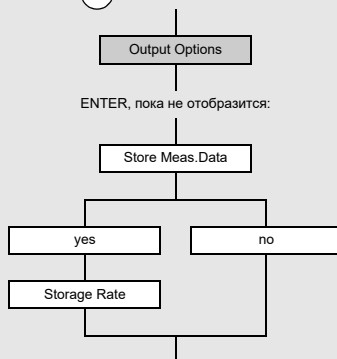 Output Options
ENTER, пока не отобразится:
Store Meas.Data
yes
no
Storage Rate